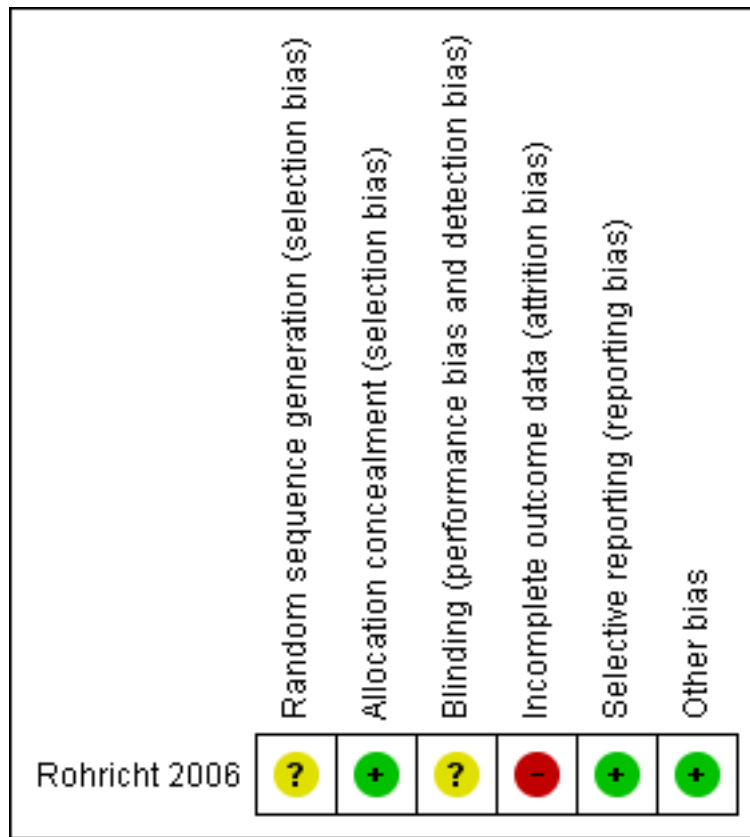 Random sequence generation (selection bias)
Allocation concealment (selection bias)
Blinding (performance bias and detection bias)
Incomplete outcome data (attrition bias)
Selective reporting (reporting bias)
Other bias
Rohricht 2006 ? + ? - + +